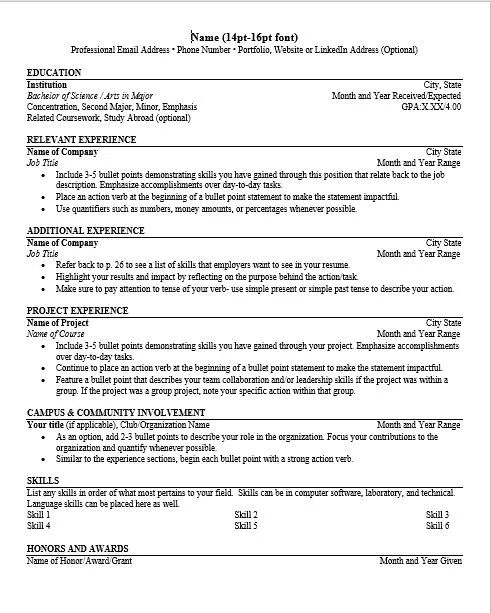 Name (14pt-16pt font)
Professional Email Address • Phone Number • Portfolio, Website or LinkedIn Address (Optional)
EDUCATION
Institution City, State
Bachelor of Science / Arts in Major Month and Year Received/Expected
Concentration, Second Major, Minor, Emphasis GPA:X.XX/4.00
Related Coursework, Study Abroad (optional)
RELEVANT EXPERIENCE
Name of Company City State
Job Title Month and Year Range
• Include 3-5 bullet points demonstrating skills you have gained through this position that relate back to the job
description. Emphasize accomplishments over day-to-day tasks.
• Place an action verb at the beginning of a bullet point statement to make the statement impactful.
• Use quantifiers such as numbers, money amounts, or percentages whenever possible.
ADDITIONAL EXPERIENCE
Name of Company City State
Job Title Month and Year Range
• Refer back to p. 26 to see a list of skills that employers want to see in your resume.
• Highlight your results and impact by reflecting on the purpose behind the action/task.
• Make sure to pay attention to tense of your verb- use simple present or simple past tense to describe your action.
PROJECT EXPERIENCE
Name of Project City State
Name of Course Month and Year Range
• Include 3-5 bullet points demonstrating skills you have gained through your project. Emphasize accomplishments
over day-to-day tasks.
• Continue to place an action verb at the beginning of a bullet point statement to make the statement impactful.
• Feature a bullet point that describes your team collaboration and/or leadership skills if the project was within a
group. If the project was a group project, note your specific action within that group.
CAMPUS & COMMUNITY INVOLVEMENT
Your title (if applicable), Club/Organization Name Month and Year Range
• As an option, add 2-3 bullet points to describe your role in the organization. Focus your contributions to the
organization and quantify whenever possible.
• Similar to the experience sections, begin each bullet point with a strong action verb.
SKILLS
List any skills in order of what most pertains to your field. Skills can be in computer software, laboratory, and technical.
Language skills can be placed here as well.
Skill 1 Skill 2 Skill 3
Skill 4 Skill 5 Skill 6
HONORS AND AWARDS
Name of Honor/Award/Grant Month and Year Given